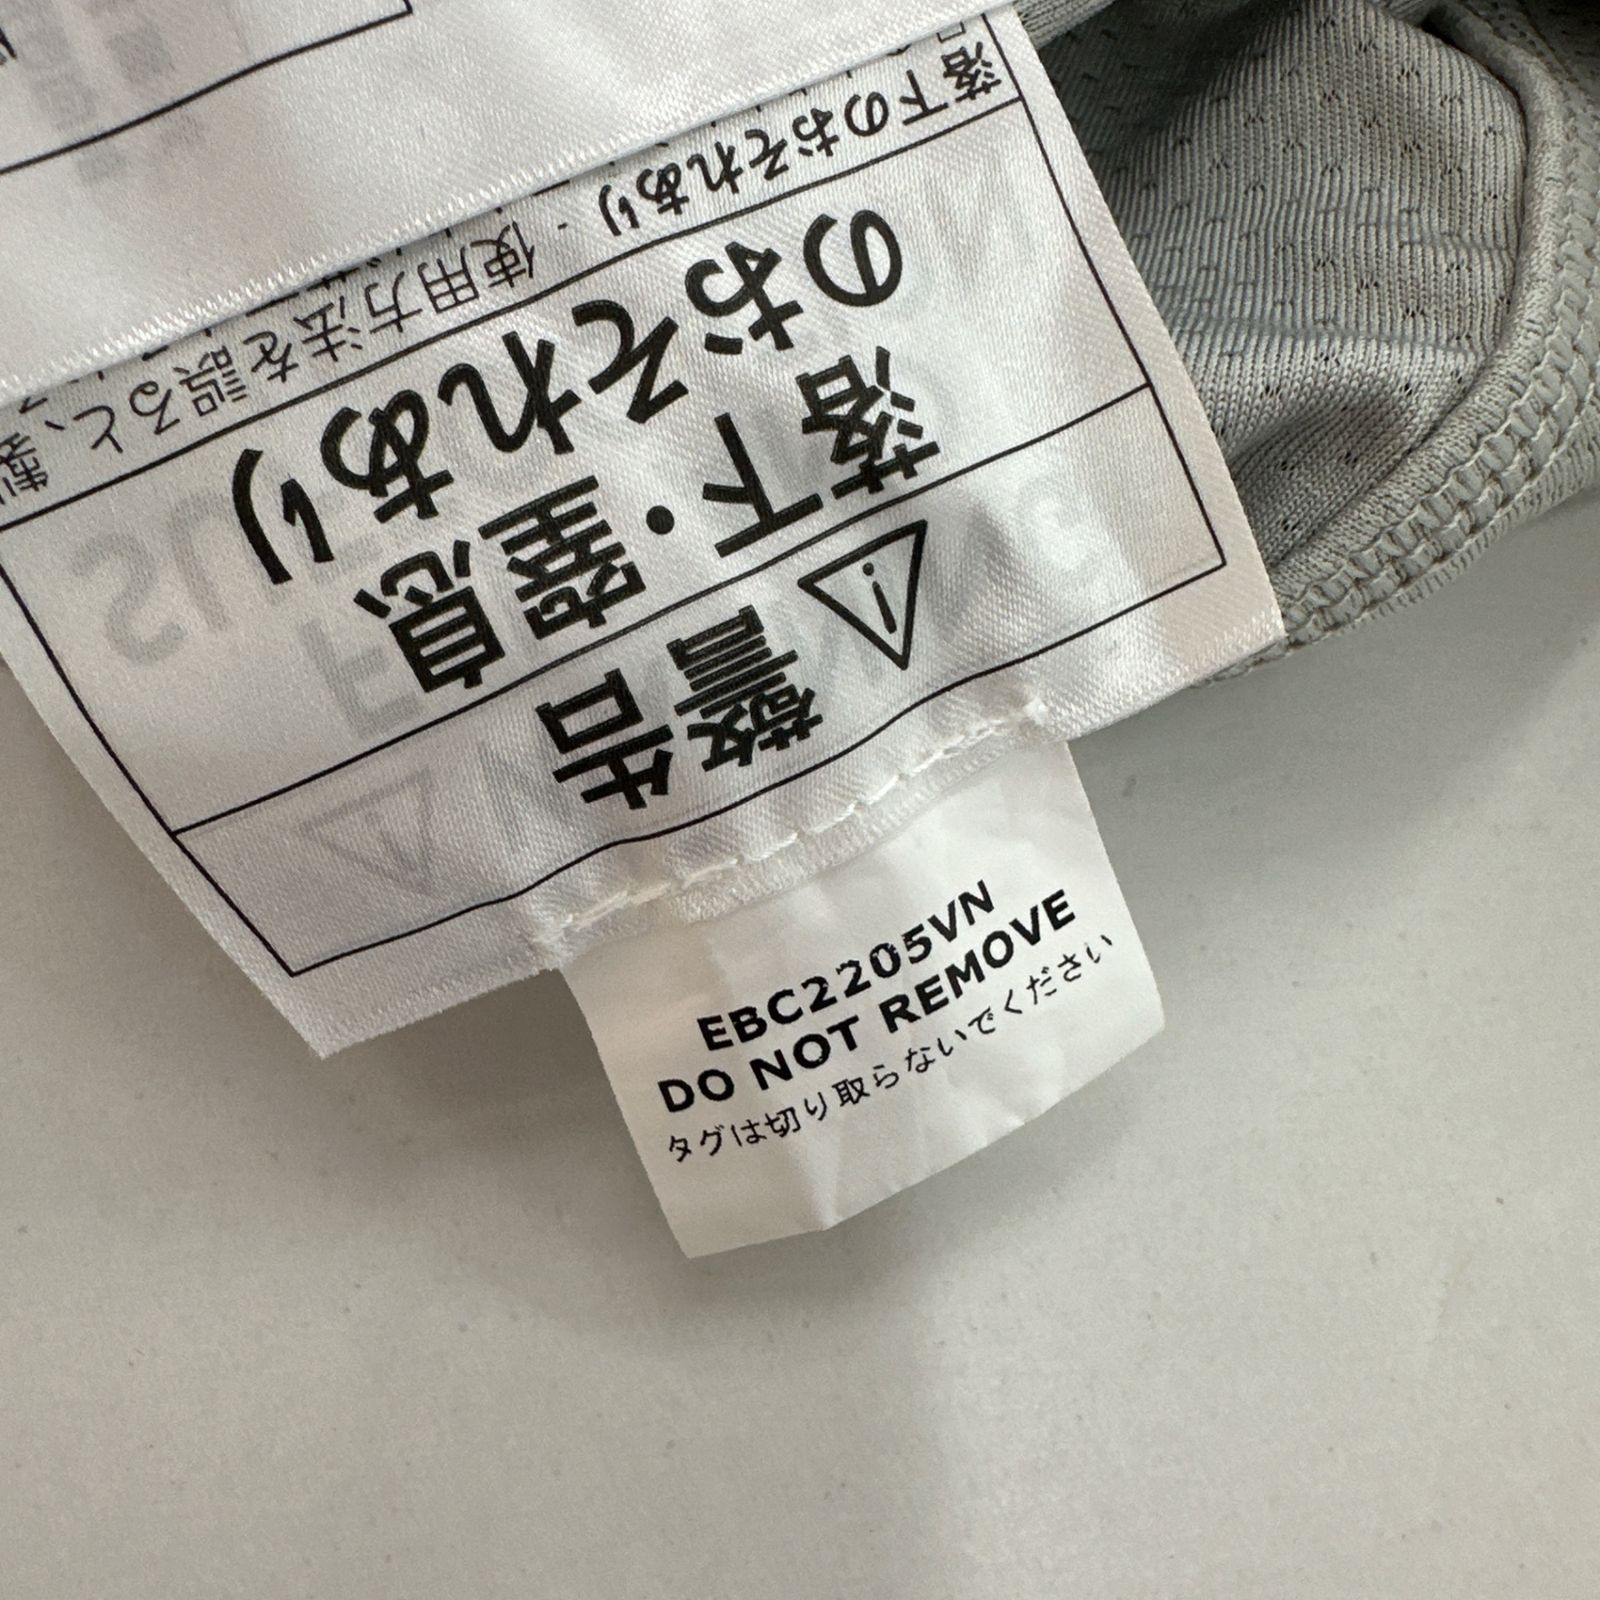 警告
落下・窒息
のおそれあり
落下のおそれあり
・使用方法を誤ると、
EBC2205VN
DO NOT REMOVE
タグは切り取らないでください